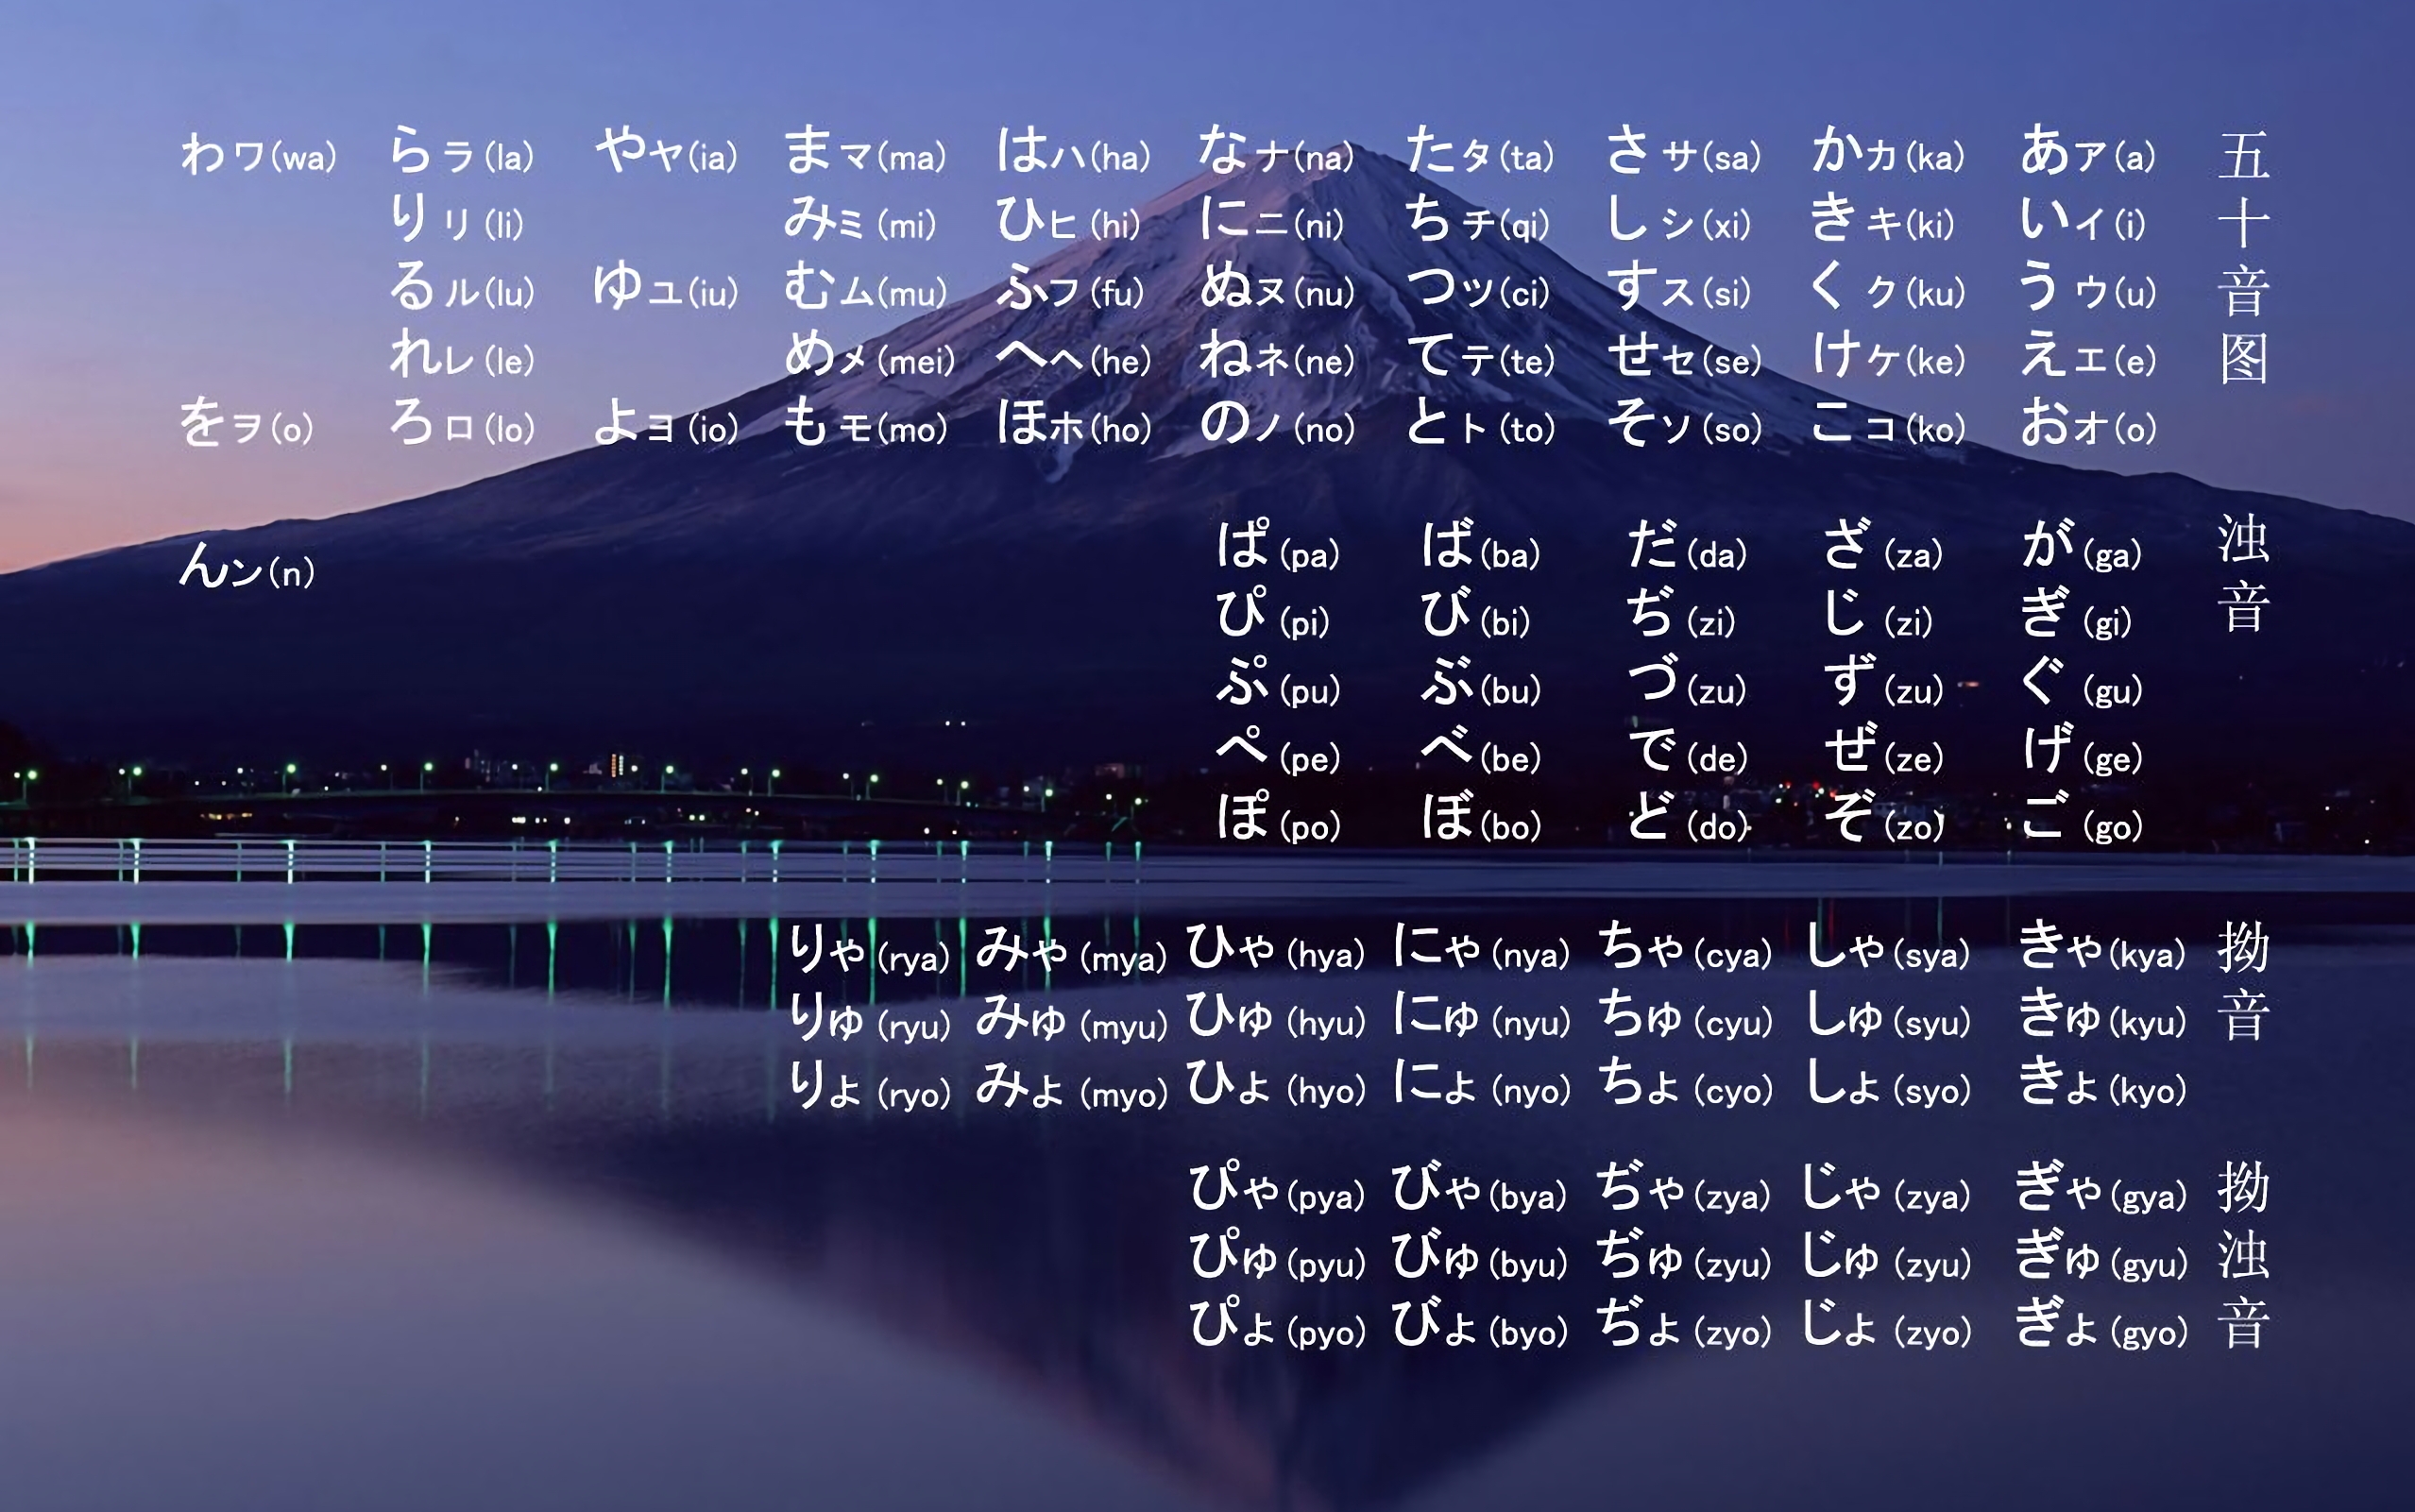 わワ(wa) らラ(la) やヤ(ia) まマ(ma) はハ(ha) なナ(na) たタ(ta) さサ(sa) かカ(ka) あア(a) 五
りリ(li) みミ(mi) ひヒ(hi) にニ(ni) ちチ(qi) しシ(xi) きキ(ki) いイ(i) 十
るル(lu) ゆユ(iu) むム(mu) ふフ(fu) ぬヌ(nu) つツ(ci) すス(si) くク(ku) うウ(u) 音
れレ(le) めメ(mei) へヘ(he) ねネ(ne) てテ(te) せセ(se) けケ(ke) えエ(e) 图
をヲ(o) ろロ(lo) よヨ(io) もモ(mo) ほホ(ho) のノ(no) とト(to) そソ(so) こコ(ko) おオ(o)
んン(n) ぱ(pa) ば(ba) だ(da) ざ(za) が(ga) 浊
ぴ(pi) び(bi) ぢ(zi) じ(zi) ぎ(gi) 音
ぷ(pu) ぶ(bu) づ(zu) ず(zu) ぐ(gu)
ぺ(pe) べ(be) で(de) ぜ(ze) げ(ge)
ぽ(po) ぼ(bo) ど(do) ぞ(zo) ご(go)
りゃ(rya) みゃ(mya) ひゃ(hya) にゃ(nya) ちゃ(cya) しゃ(sya) きゃ(kya) 拗
りゅ(ryu) みゅ(myu) ひゅ(hyu) にゅ(nyu) ちゅ(cyu) しゅ(syu) きゅ(kyu) 音
りょ(ryo) みょ(myo) ひょ(hyo) にょ(nyo) ちょ(cyo) しょ(syo) きょ(kyo)
ぴゃ(pya) びゃ(bya) ぢゃ(zya) じゃ(zya) ぎゃ(gya) 拗
ぴゅ(pyu) びゅ(byu) ぢゅ(zyu) じゅ(zyu) ぎゅ(gyu) 浊
ぴょ(pyo) びょ(byo) ぢょ(zyo) じょ(zyo) ぎょ(gyo) 音